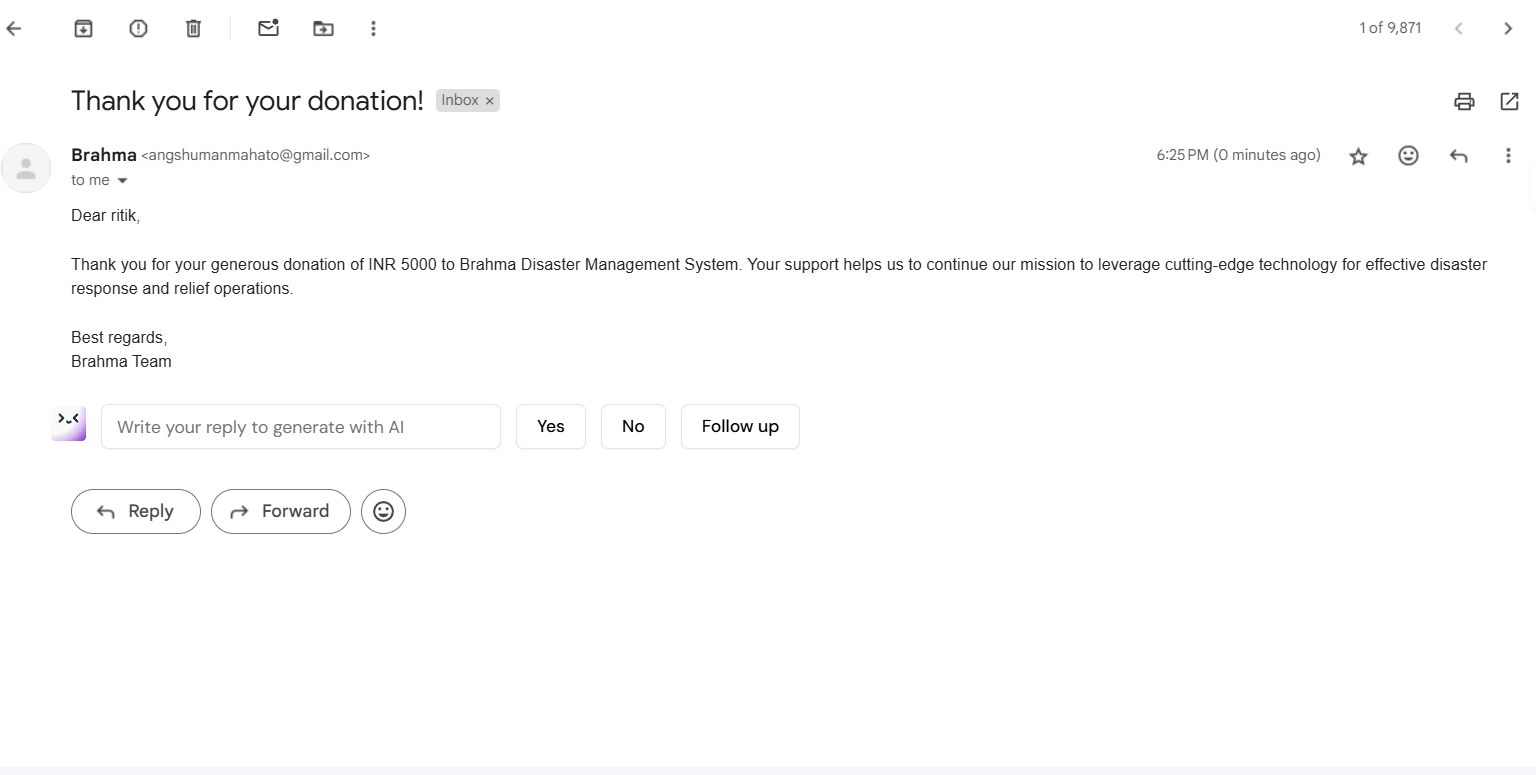 1 of 9,871
Thank you for your donation! Inbox ×
Brahma <angshumanmahato@gmail.com> 6:25 PM (0 minutes ago)
to me
Dear ritik,
Thank you for your generous donation of INR 5000 to Brahma Disaster Management System. Your support helps us to continue our mission to leverage cutting-edge technology for effective disaster
response and relief operations.
Best regards,
Brahma Team
Write your reply to generate with AI Yes No Follow up
Reply Forward